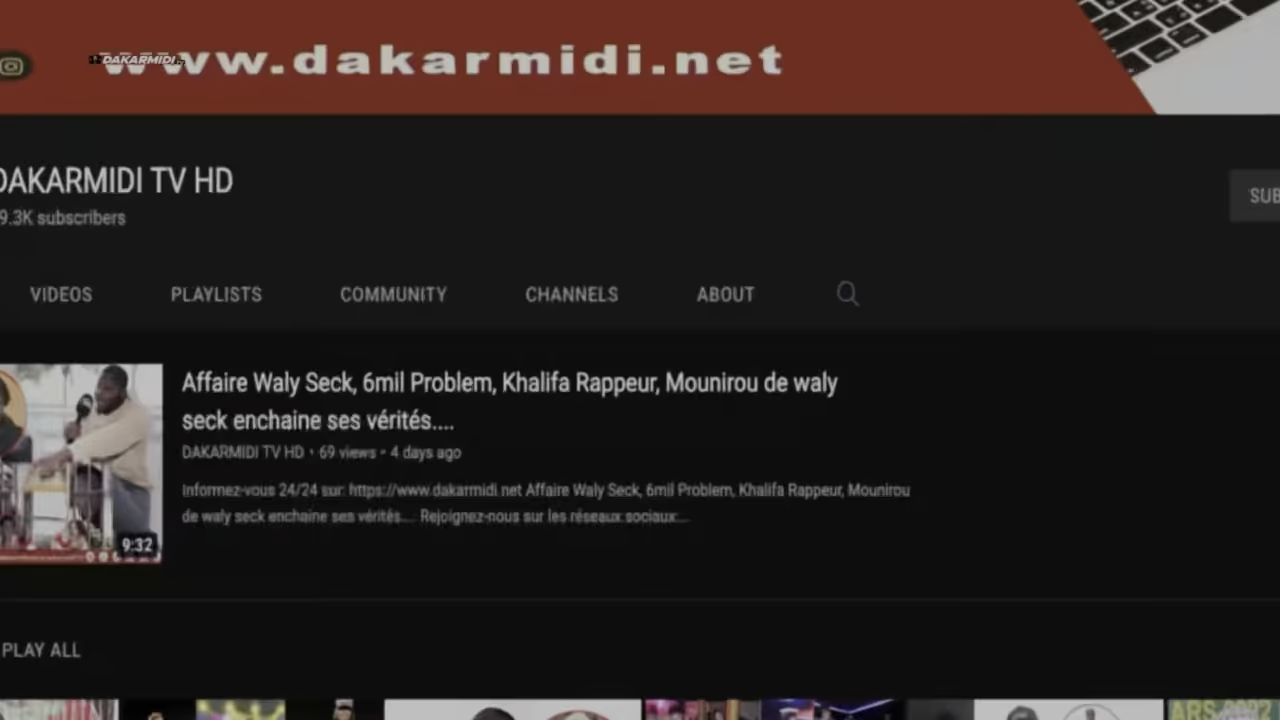 www.dakarmidi.net
DAKARMIDI
DAKARMIDI TV HD
9.3K subscribers
SUB
VIDEOS PLAYLISTS COMMUNITY CHANNELS ABOUT
Affaire Waly Seck, 6mil Problem, Khalifa Rappeur, Mounirou de waly
seck enchaine ses vérités....
DAKARMIDI TV HD • 69 views • 4 days ago
Informez-vous 24/24 sur: https://www.dakarmidi.net Affaire Waly Seck, 6mil Problem, Khalifa Rappeur, Mounirou
de waly seck enchaine ses vérités.... Rejoignez-nous sur les réseaux sociaux:...
9:32
PLAY ALL
ARS 2022